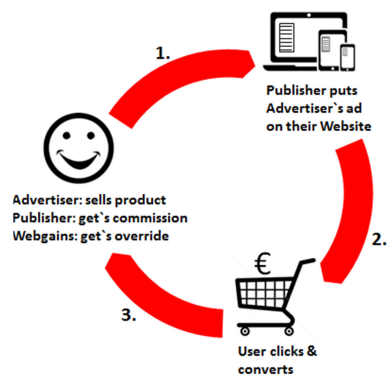 1.
Publisher puts
Advertiser`s ad
on their Website
2.
€
User clicks &
converts
3.
Advertiser: sells product
Publisher: get`s commission
Webgains: get`s override